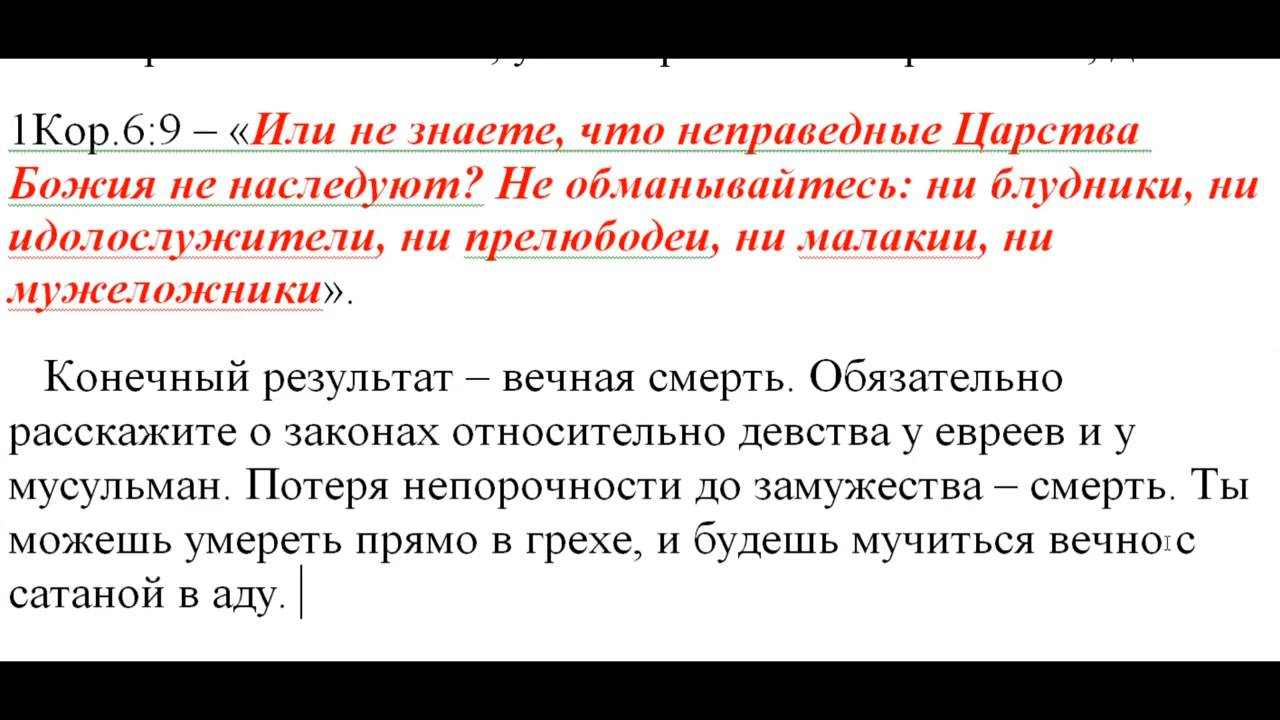 1Кор.6:9 – «Или не знаете, что неправедные Царства
Божия не наследуют? Не обманывайтесь: ни блудники, ни
идолослужители, ни прелюбодеи, ни малакии, ни
мужеложники».
Конечный результат – вечная смерть. Обязательно
расскажите о законах относительно девства у евреев и у
мусульман. Потеря непорочности до замужества – смерть. Ты
можешь умереть прямо в грехе, и будешь мучиться вечно с
сатаной в аду.